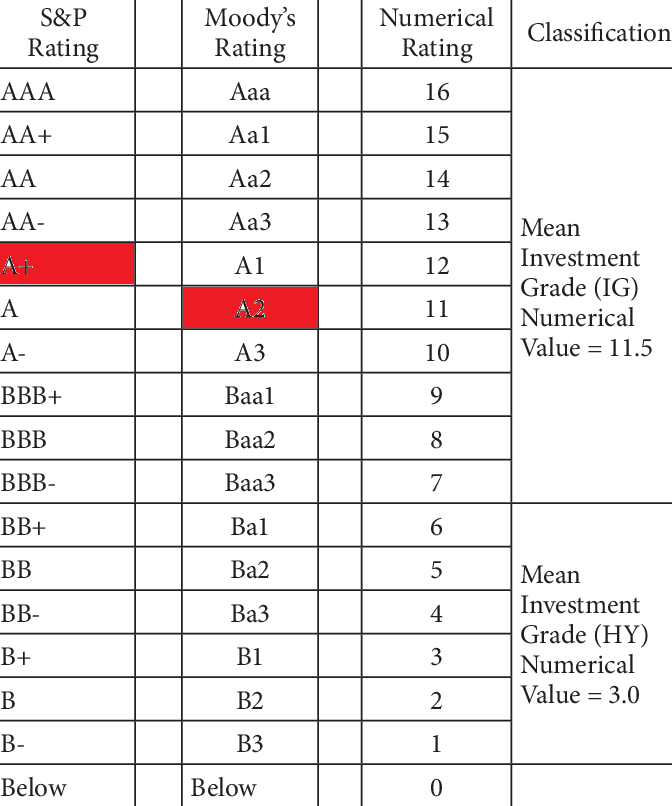 S&P Rating Moody's Rating Numerical Rating Classification
AAA Aaa 16
AA+ Aa1 15
AA Aa2 14
AA- Aa3 13
A+ A1 12
A A2 11
A- A3 10
BBB+ Baa1 9
BBB Baa2 8
BBB- Baa3 7
Mean
Investment
Grade (IG)
Numerical
Value = 11.5
BB+ Ba1 6
BB Ba2 5
BB- Ba3 4
B+ B1 3
B B2 2
B- B3 1
Mean
Investment
Grade (HY)
Numerical
Value = 3.0
Below Below 0